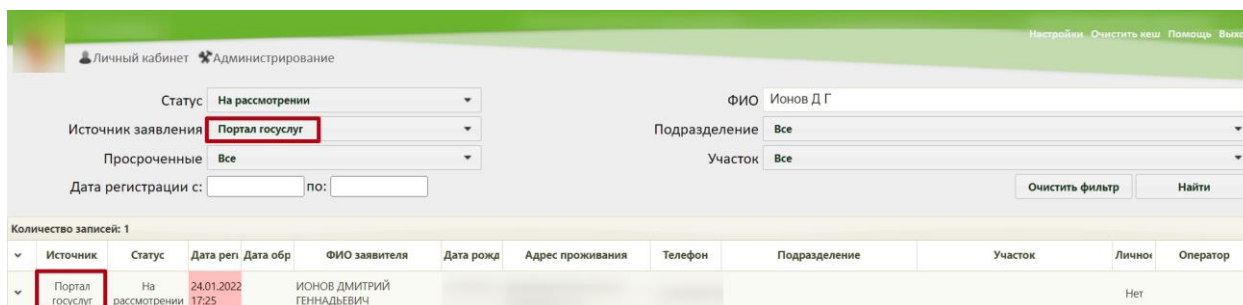 Настройки Очистить кеш Помощь
Личный кабинет Администрирование
Статус На рассмотрении ФИО Ионов Д Г
Источник заявления Портал госуслуг Подразделение Все
Просроченные Все Участок Все
Дата регистрации с: по: Очистить фильтр Найти
Количество записей: 1
Источник Статус Дата реги Дата обр ФИО заявителя Дата рожд Адрес проживания Телефон Подразделение Участок Личное Оператор
Портал На 24.01.2022 ИОНОВ ДМИТРИЙ Нет
госуслуг рассмотрении 17:25 ГЕННАДЬЕВИЧ